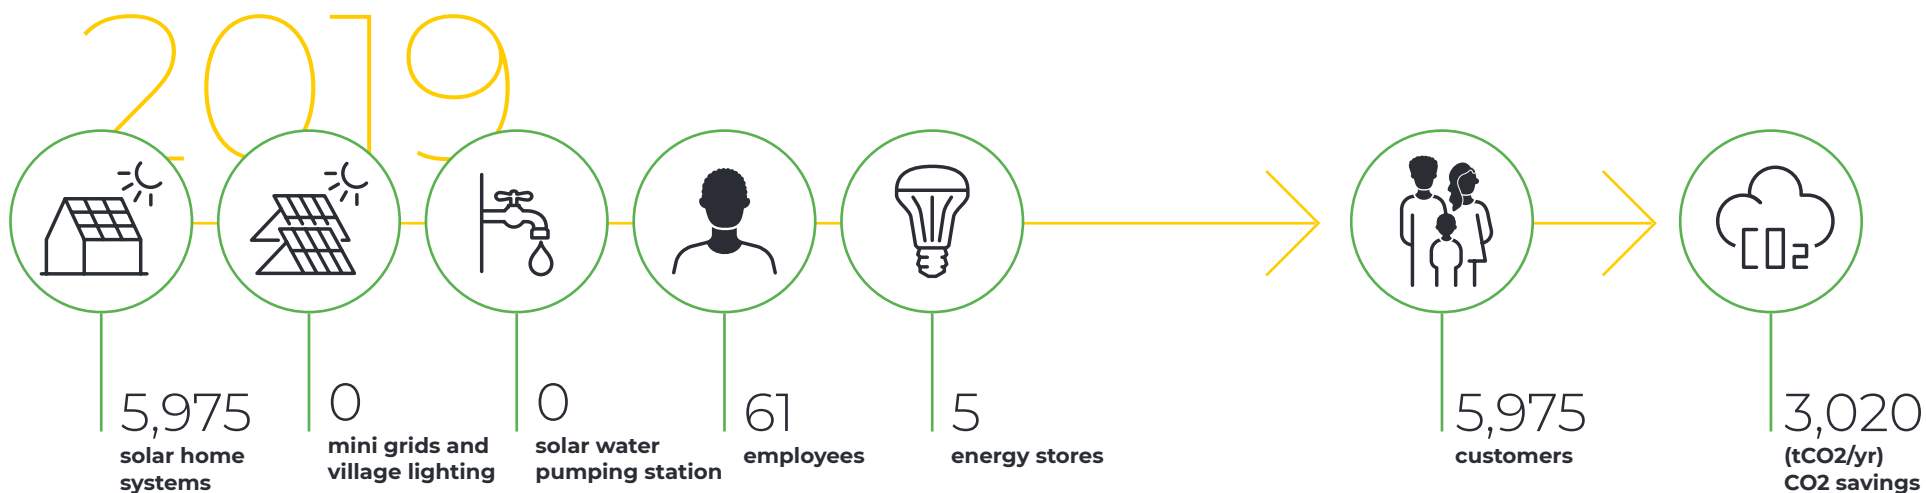 2019
CO2
5,975
solar home
systems
0
mini grids and
village lighting
0
solar water
pumping station
61
employees
5
energy stores
5,975
customers
3,020
(tCO2/yr)
CO2 savings